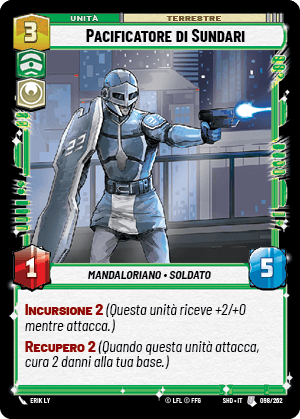 3
UNITÀ
TERRESTRE
PACIFICATORE DI SUNDARI
33
1
5
MANDALORIANO • SOLDATO
INCURSIONE 2 (Questa unità riceve +2/+0
mentre attacca.)
RECUPERO 2 (Quando questa unità attacca,
cura 2 danni alla tua base.)
ERIK LY
© LFL © FFG
SHD • IT
098/262